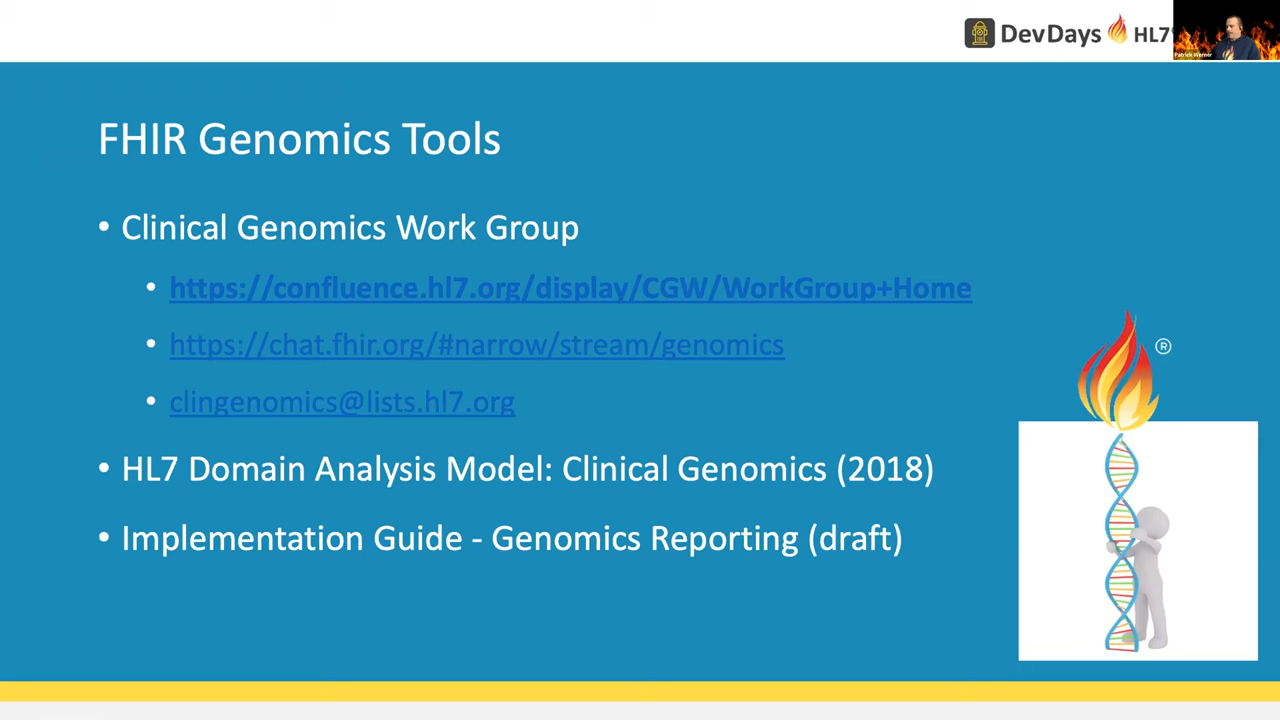 DevDays HL7
Patrick Werner
FHIR Genomics Tools
• Clinical Genomics Work Group
• https://confluence.hl7.org/display/CGW/WorkGroup+Home
• https://chat.fhir.org/#narrow/stream/genomics
• clingenomics@lists.hl7.org
®
• HL7 Domain Analysis Model: Clinical Genomics (2018)
• Implementation Guide - Genomics Reporting (draft)